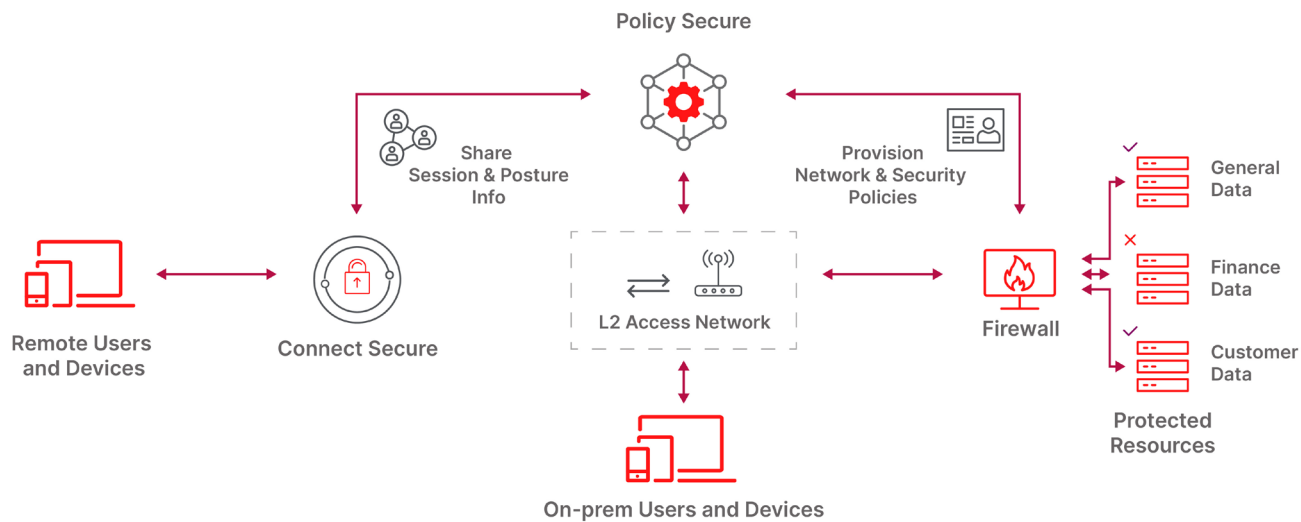 Policy Secure
Share
Session & Posture
Info
Provision
Network & Security
Policies
General
Data
Finance
Data
Customer
Data
L2 Access Network
Firewall
Remote Users
and Devices
Connect Secure
Protected
Resources
On-prem Users and Devices